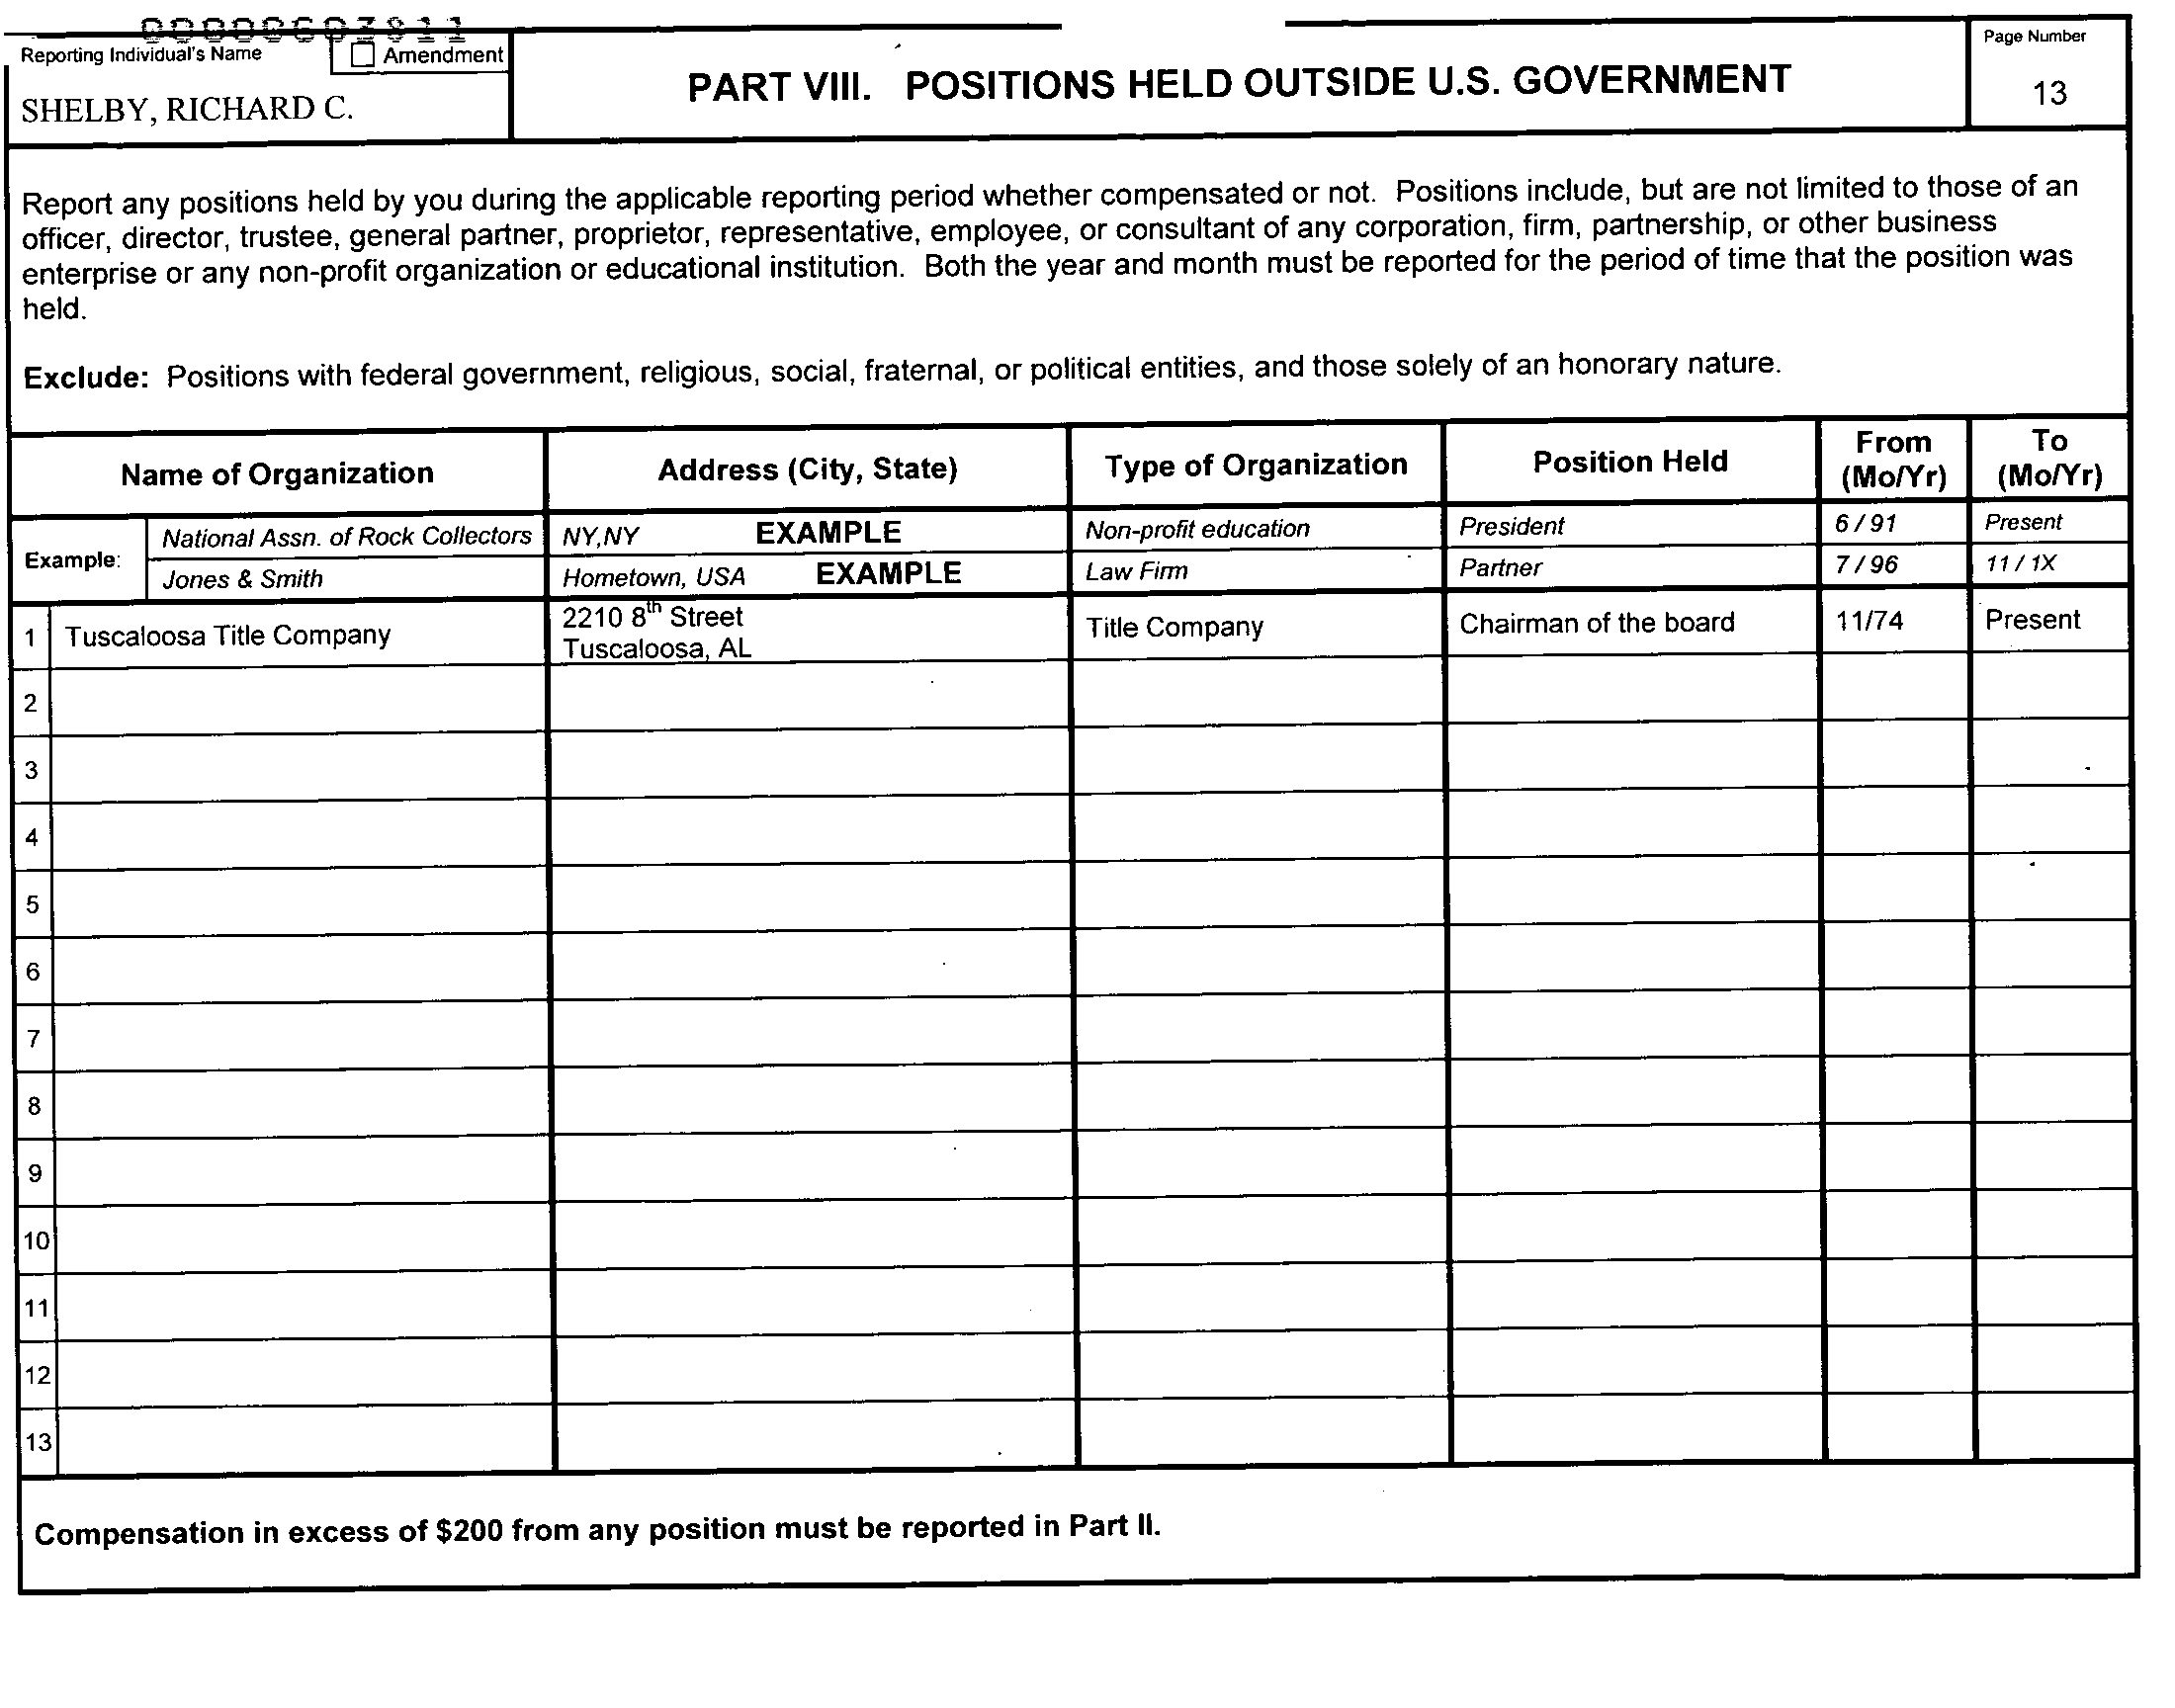 Reporting Individual's Name
Amendment
SHELBY, RICHARD C.
PART VIII. POSITIONS HELD OUTSIDE U.S. GOVERNMENT
Page Number
13
Report any positions held by you during the applicable reporting period whether compensated or not. Positions include, but are not limited to those of an
officer, director, trustee, general partner, proprietor, representative, employee, or consultant of any corporation, firm, partnership, or other business
enterprise or any non-profit organization or educational institution. Both the year and month must be reported for the period of time that the position was
held.
Exclude: Positions with federal government, religious, social, fraternal, or political entities, and those solely of an honorary nature.
Name of Organization Address (City, State) Type of Organization Position Held From (Mo/Yr) To (Mo/Yr)
Example:
National Assn. of Rock Collectors NY,NY EXAMPLE Non-profit education President 6 / 91 Present
Jones & Smith Hometown, USA EXAMPLE Law Firm Partner 7 / 96 11 / 1X
1 Tuscaloosa Title Company 2210 8th Street Tuscaloosa, AL Title Company Chairman of the board 11/74 Present
2
3
4
5
6
7
8
9
10
11
12
13
Compensation in excess of $200 from any position must be reported in Part II.